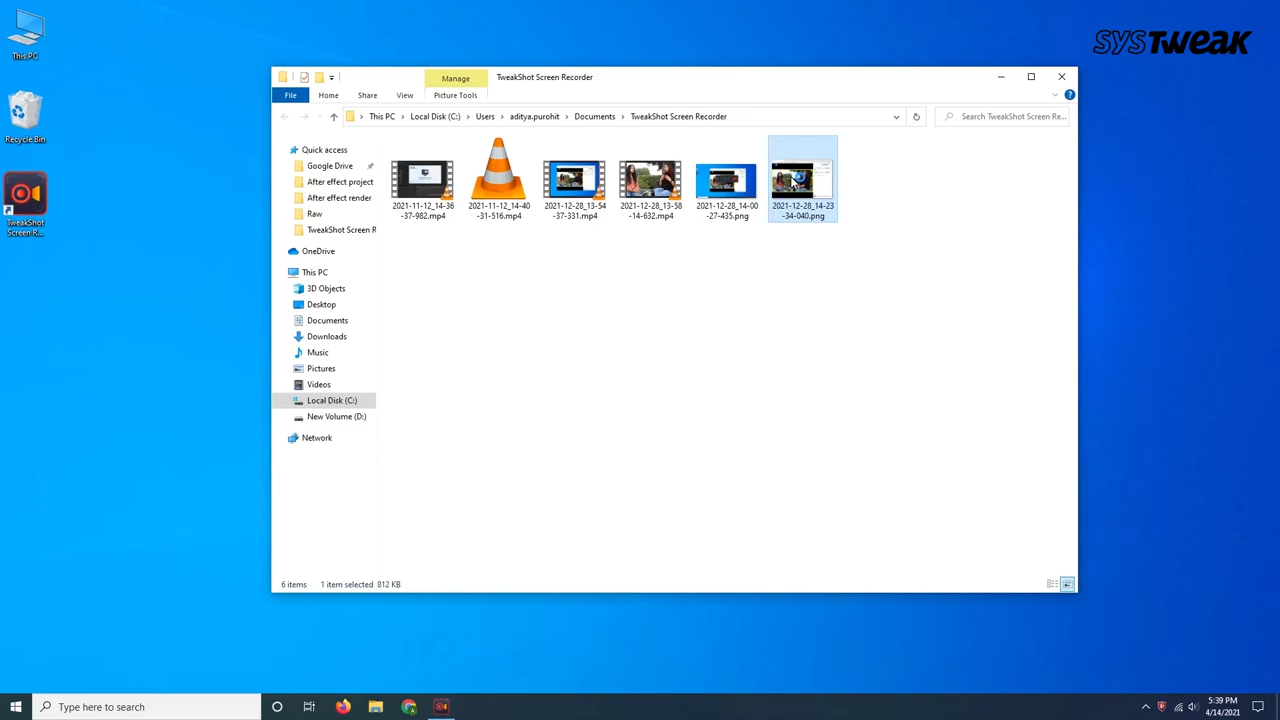 This PC
Recycle Bin
TweakShot
Screen R...
SYSTweak
Manage
TweakShot Screen Recorder
File
Home
Share
View
Picture Tools
This PC > Local Disk (C:) > Users > aditya.purohit > Documents > TweakShot Screen Recorder
Search TweakShot Screen Re...
Quick access
Google Drive
After effect project
After effect render
Raw
TweakShot Screen R
OneDrive
This PC
3D Objects
Desktop
Documents
Downloads
Music
Pictures
Videos
Local Disk (C:)
New Volume (D:)
Network
2021-11-12_14-36
-37-982.mp4
2021-11-12_14-40
-31-516.mp4
2021-12-28_13-54
-37-331.mp4
2021-12-28_13-58
-14-632.mp4
2021-12-28_14-00
-27-435.png
2021-12-28_14-23
-34-040.png
6 items
1 item selected
812 KB
Type here to search
5:39 PM
4/14/2021